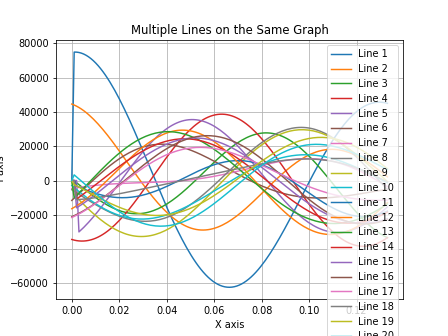 Multiple Lines on the Same Graph
80000
60000
40000
20000
0
−20000
−40000
−60000
0.00 0.02 0.04 0.06 0.08 0.10
X axis
axis
Line 1
Line 2
Line 3
Line 4
Line 5
Line 6
Line 7
Line 8
Line 9
Line 10
Line 11
Line 12
Line 13
Line 14
Line 15
Line 16
Line 17
Line 18
Line 19
Line 20